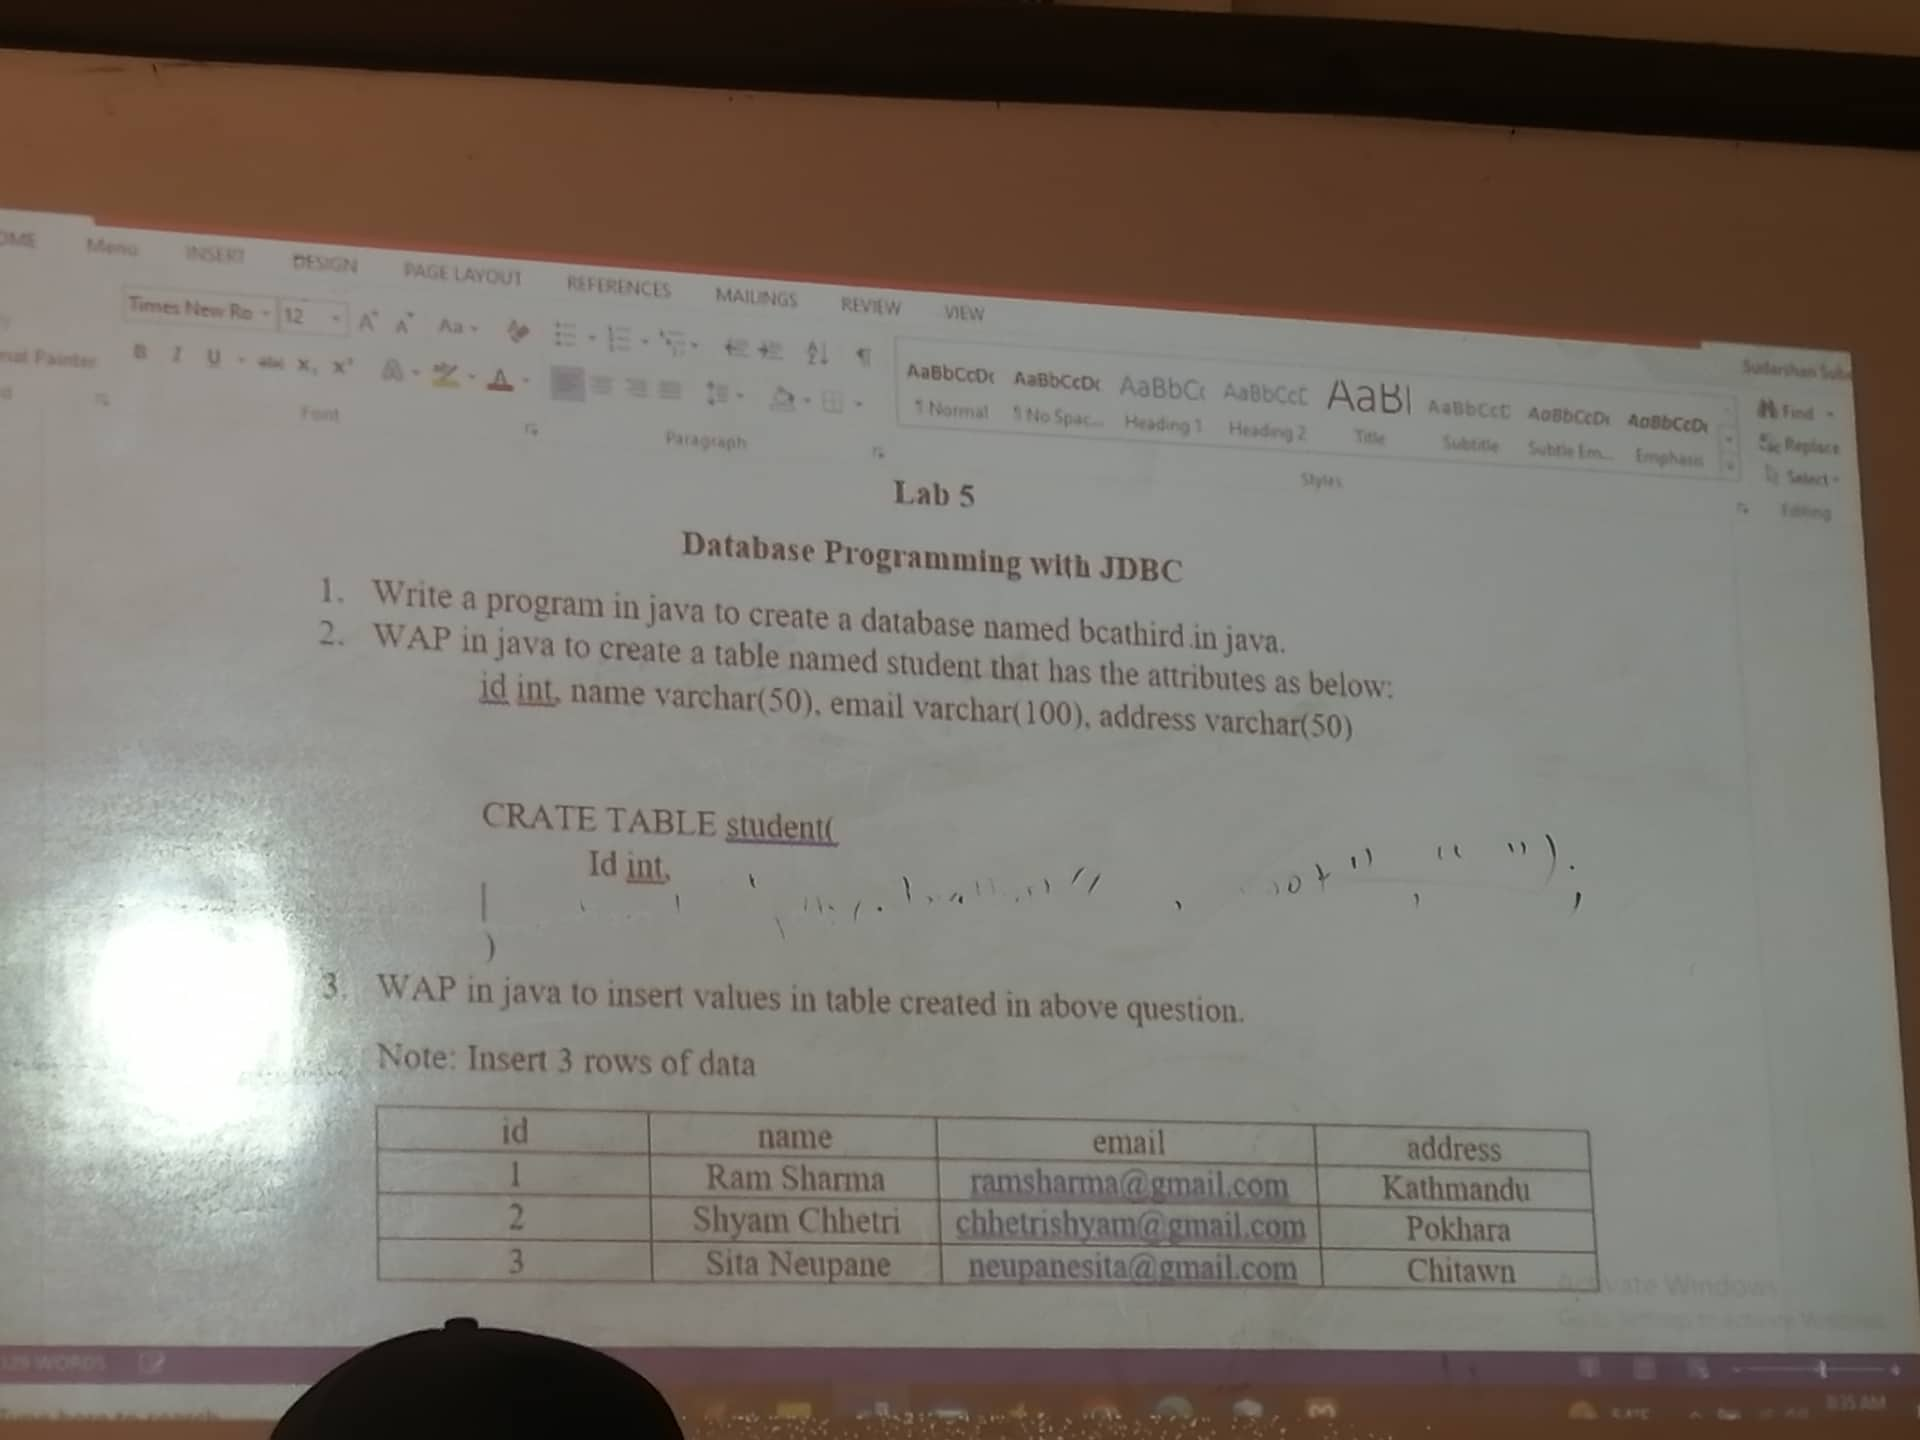 Menu INSERT DESIGN PAGE LAYOUT REFERENCES MAILINGS REVIEW VIEW
Times New Ro 12 Aa
B I U abc
Font Paragraph Styles Editing
AaBbCcDc AaBbCcDc AaBbCc AaBbCcC AaBl AaBbCcC AaBbCcDc AaBbCcDc
¶ Normal ¶ No Spac... Heading 1 Heading 2 Title Subtitle Subtle Em... Emphasis
Find
Replace
Select
Lab 5
Database Programming with JDBC
1. Write a program in java to create a database named bcathird in java.
2. WAP in java to create a table named student that has the attributes as below:
id int, name varchar(50), email varchar(100), address varchar(50)
CRATE TABLE student(
Id int,
)
3. WAP in java to insert values in table created in above question.
Note: Insert 3 rows of data
id name email address
1 Ram Sharma ramsharma@gmail.com Kathmandu
2 Shyam Chhetri chhetrishyam@gmail.com Pokhara
3 Sita Neupane neupanesita@gmail.com Chitawn
WORDS
8:35 AM